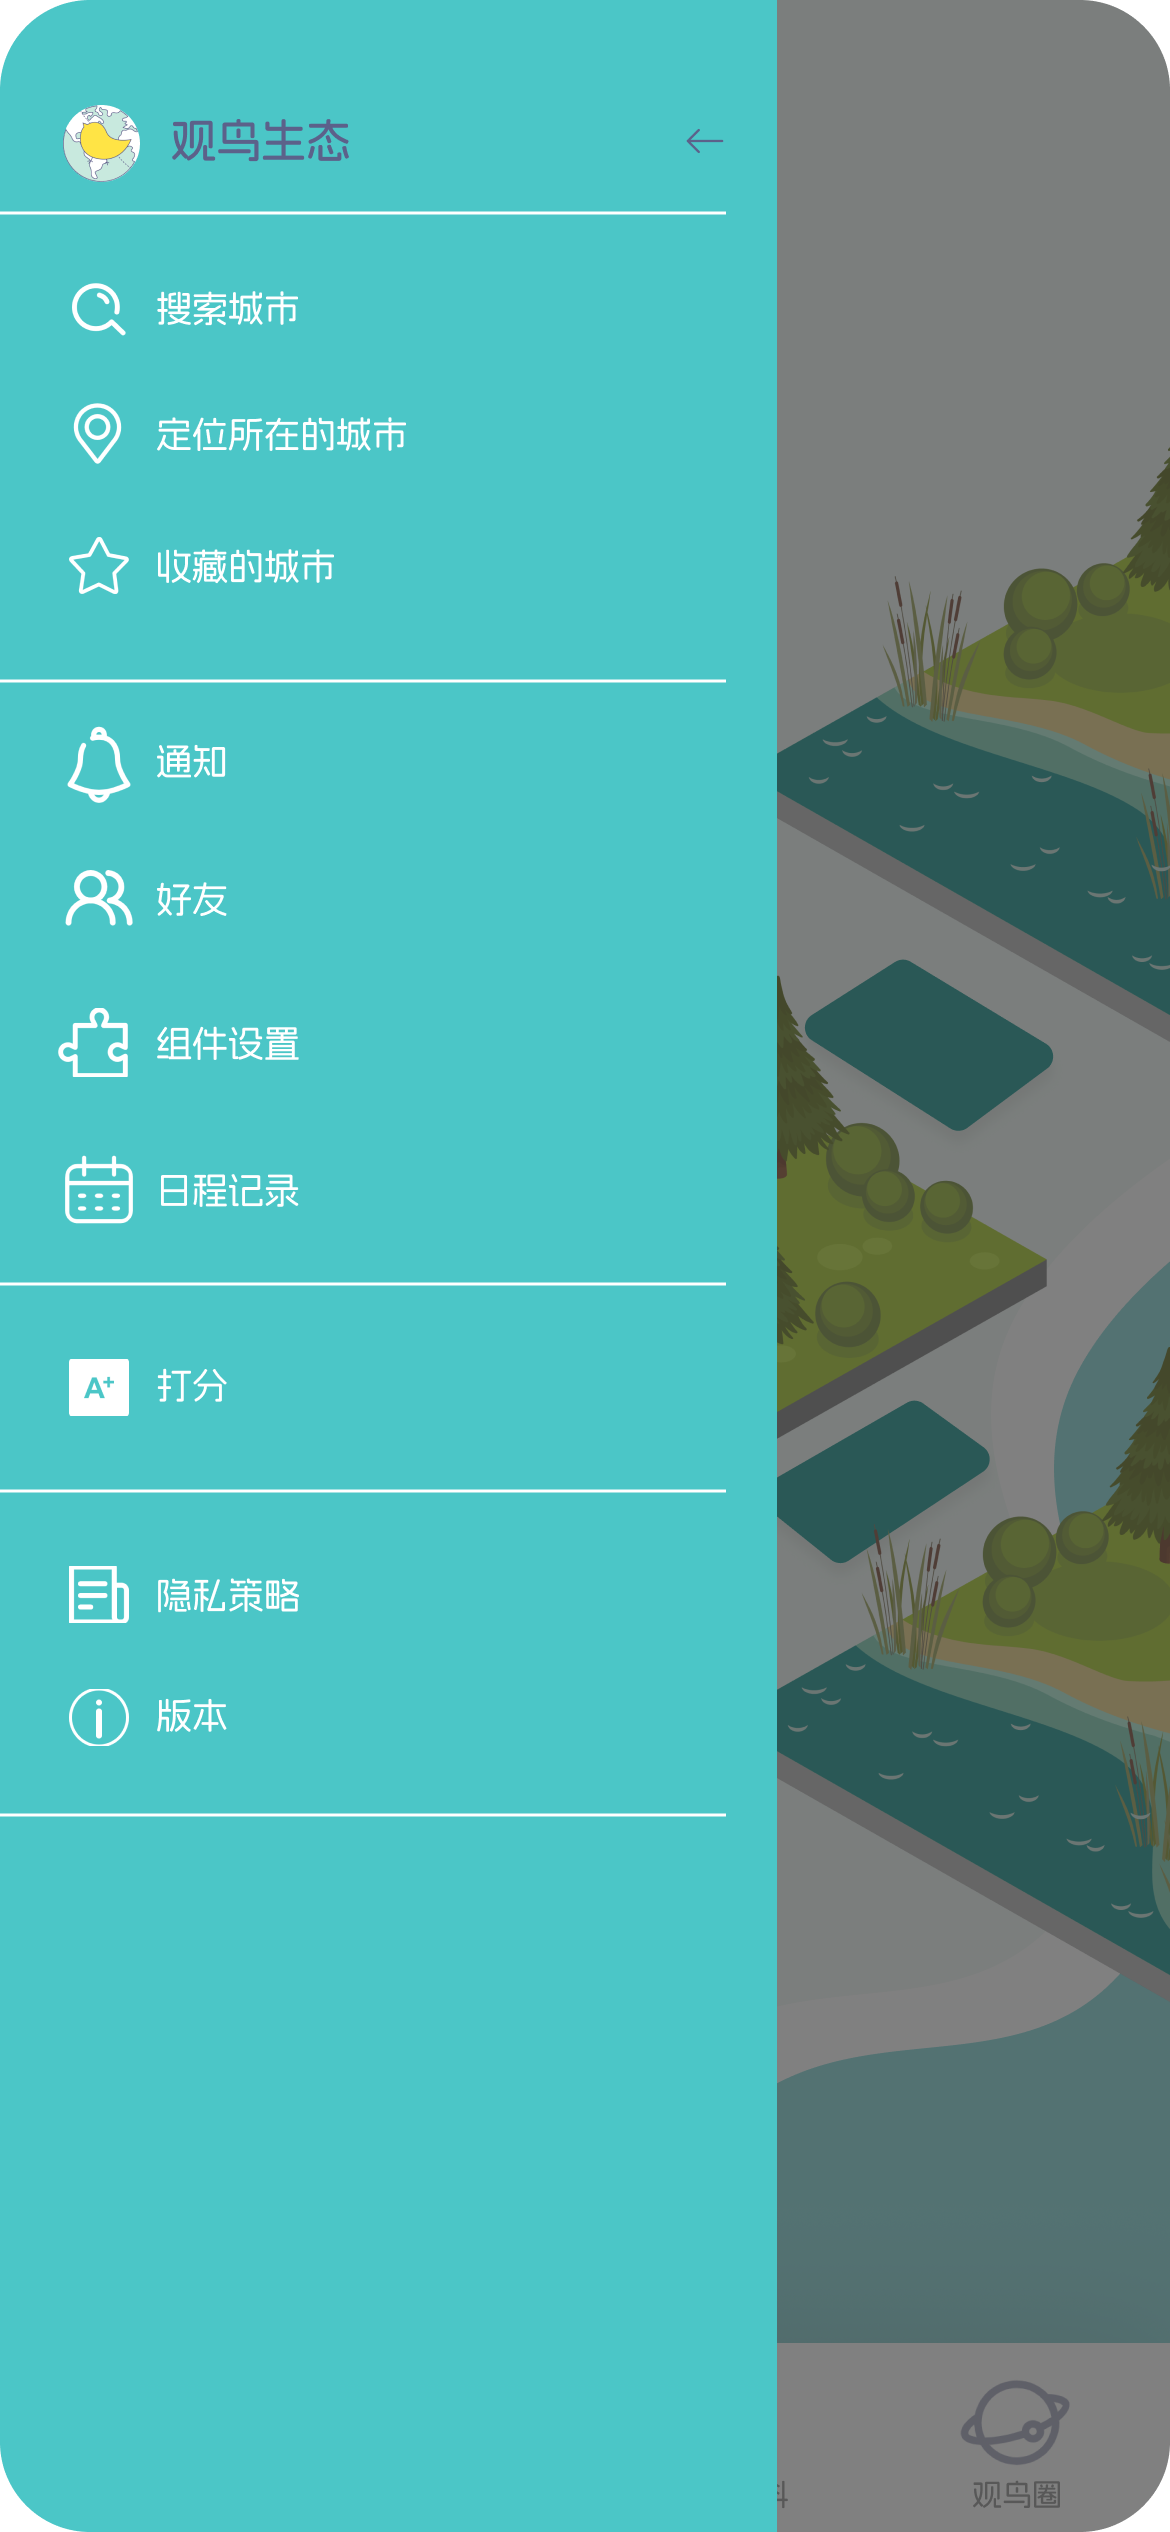 观鸟生态
搜索城市
定位所在的城市
收藏的城市
通知
好友
组件设置
日程记录
A+ 打分
隐私策略
版本
观鸟圈